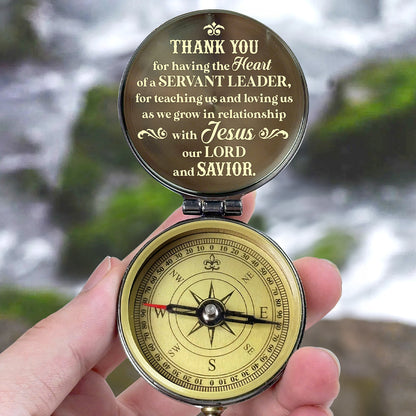 THANK YOU
for having the Heart
of a SERVANT LEADER,
for teaching us and loving us
as we grow in relationship
with Jesus
our LORD
and SAVIOR.
NW NE
W E
SW SE
S